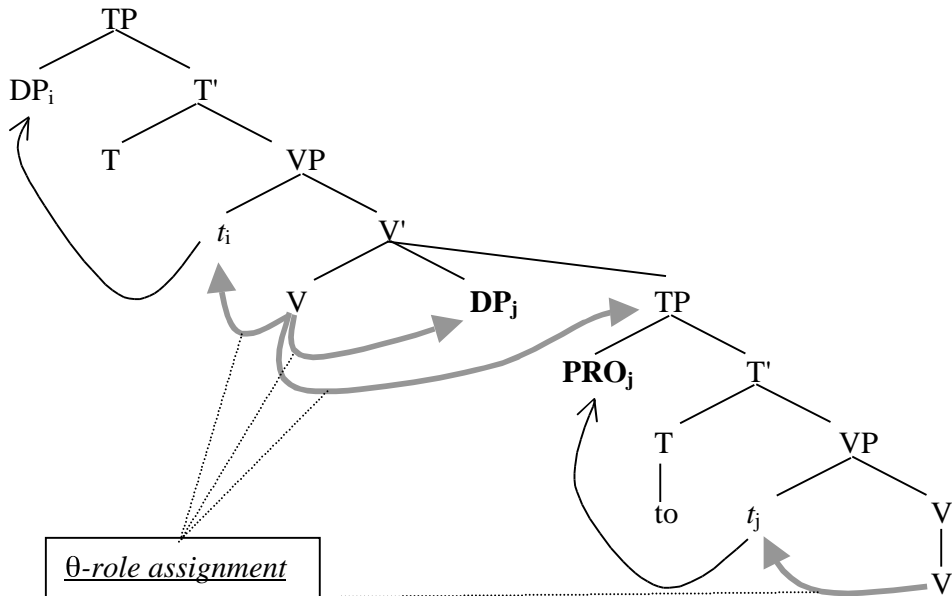 TP
DPi T'
T VP
ti V'
V DPj TP
PROj T'
T VP
to tj V
V
θ-role assignment